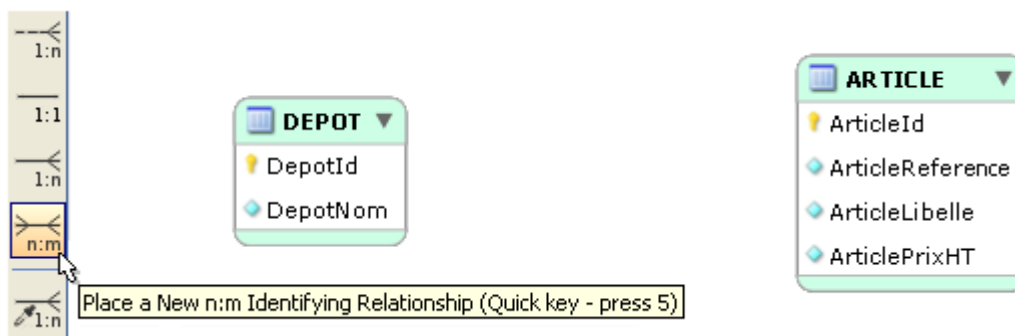 1:n
1:1
1:n
n:m
1:n
Place a New n:m Identifying Relationship (Quick key - press 5)
DEPOT
DepotId
DepotNom
ARTICLE
ArticleId
ArticleReference
ArticleLibelle
ArticlePrixHT